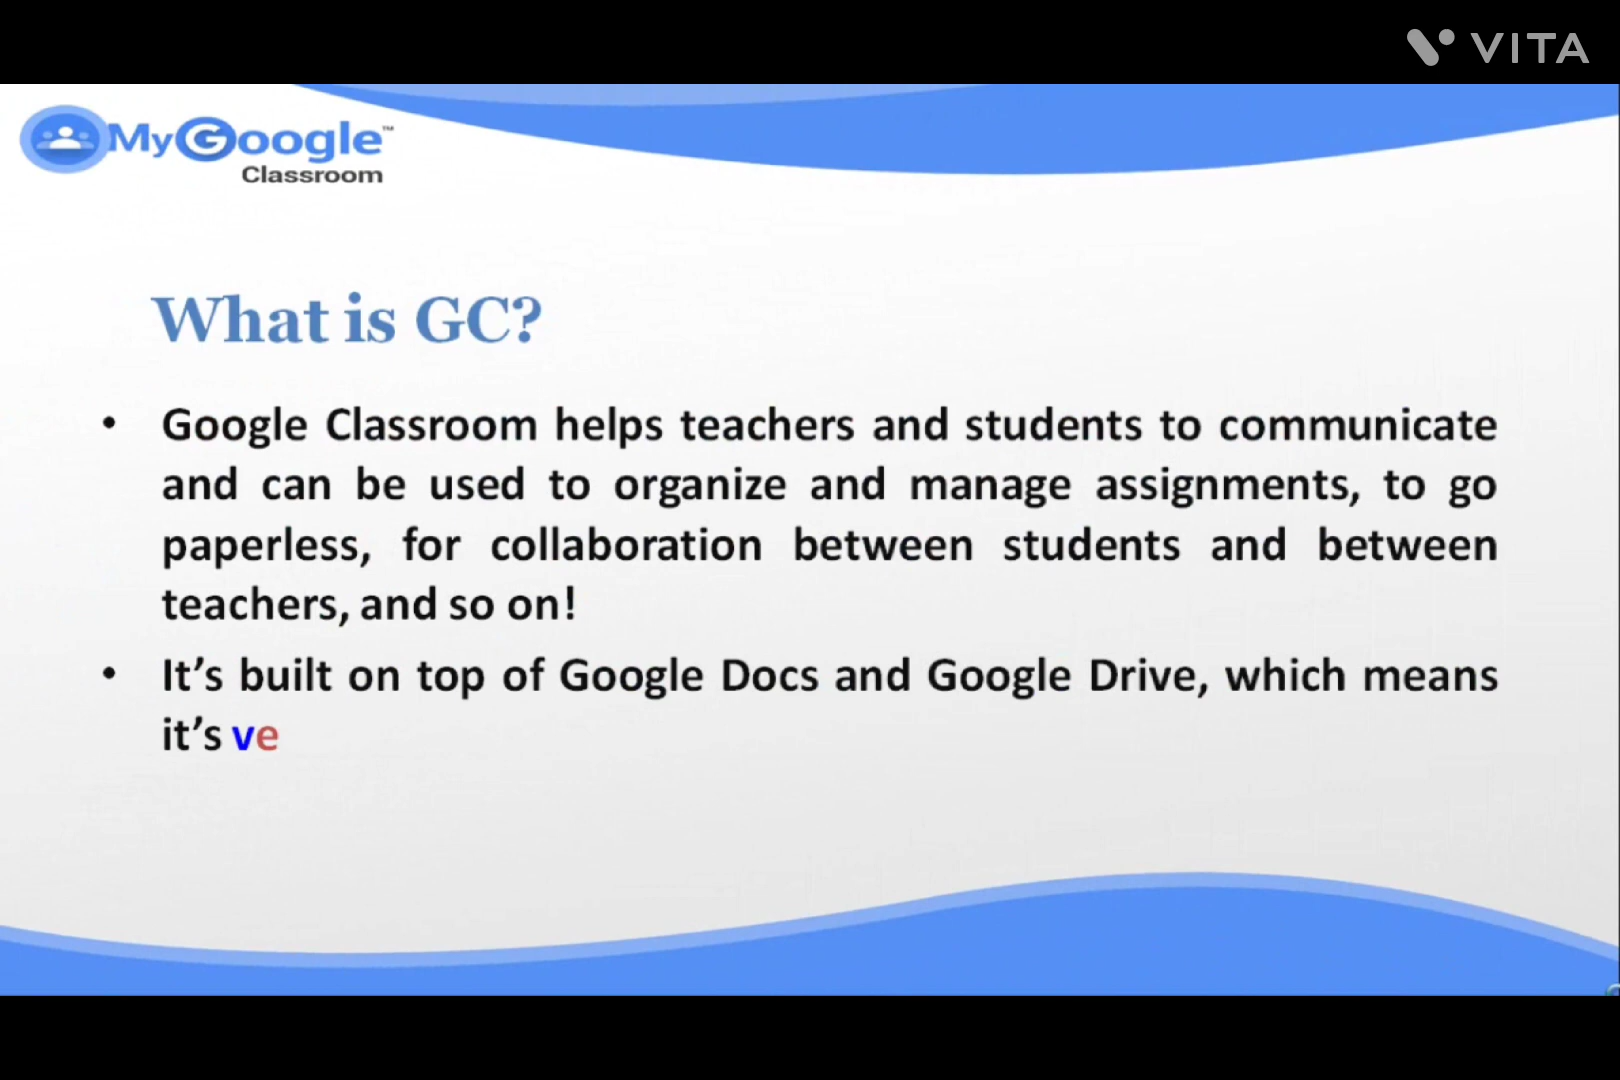 VITA
MyGoogle™
Classroom
What is GC?
• Google Classroom helps teachers and students to communicate
and can be used to organize and manage assignments, to go
paperless, for collaboration between students and between
teachers, and so on!
• It’s built on top of Google Docs and Google Drive, which means
it’s ve